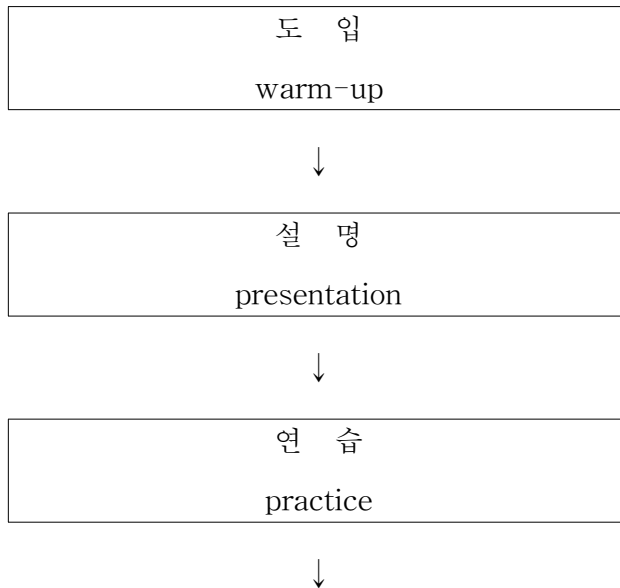 도 입
warm-up
↓
설 명
presentation
↓
연 습
practice
↓